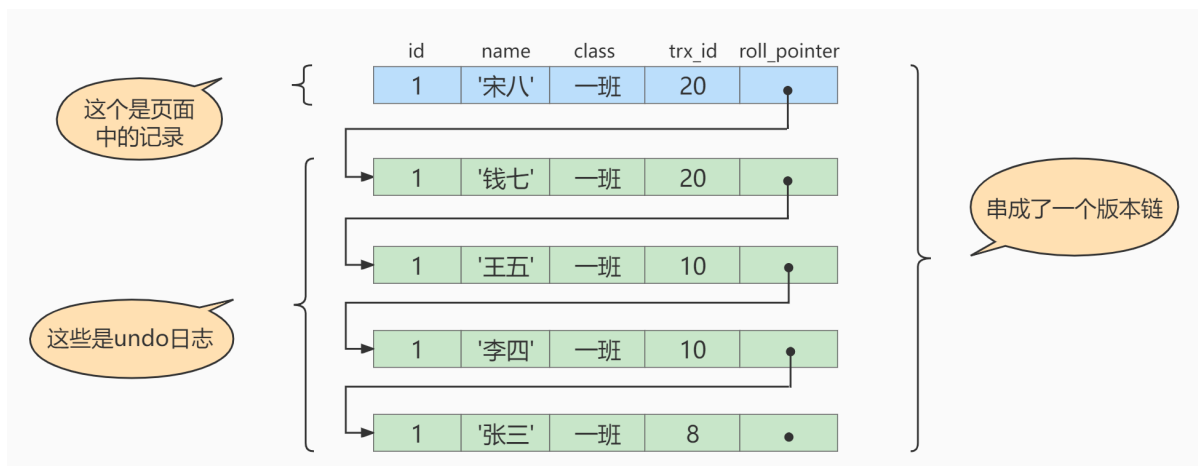 id name class trx_id roll_pointer
1 '宋八' 一班 20
这个是页面
中的记录
1 '钱七' 一班 20
串成了一个版本链
1 '王五' 一班 10
这些是undo日志
1 '李四' 一班 10
1 '张三' 一班 8